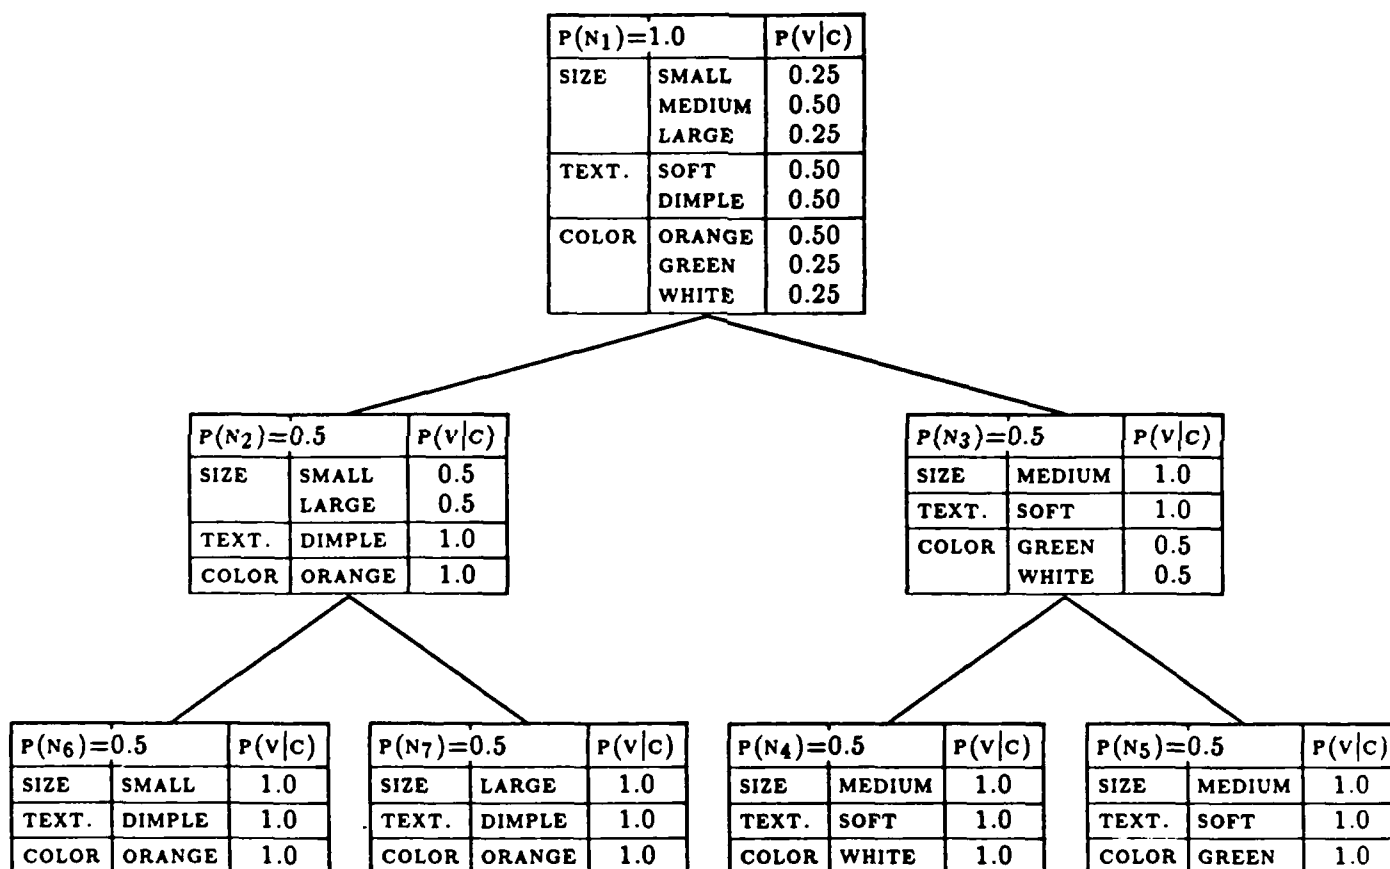 P(N1)=1.0 P(V|C)
SIZE SMALL 0.25
MEDIUM 0.50
LARGE 0.25
TEXT. SOFT 0.50
DIMPLE 0.50
COLOR ORANGE 0.50
GREEN 0.25
WHITE 0.25
P(N2)=0.5 P(V|C)
SIZE SMALL 0.5
LARGE 0.5
TEXT. DIMPLE 1.0
COLOR ORANGE 1.0
P(N3)=0.5 P(V|C)
SIZE MEDIUM 1.0
TEXT. SOFT 1.0
COLOR GREEN 0.5
WHITE 0.5
P(N6)=0.5 P(V|C)
SIZE SMALL 1.0
TEXT. DIMPLE 1.0
COLOR ORANGE 1.0
P(N7)=0.5 P(V|C)
SIZE LARGE 1.0
TEXT. DIMPLE 1.0
COLOR ORANGE 1.0
P(N4)=0.5 P(V|C)
SIZE MEDIUM 1.0
TEXT. SOFT 1.0
COLOR WHITE 1.0
P(N5)=0.5 P(V|C)
SIZE MEDIUM 1.0
TEXT. SOFT 1.0
COLOR GREEN 1.0